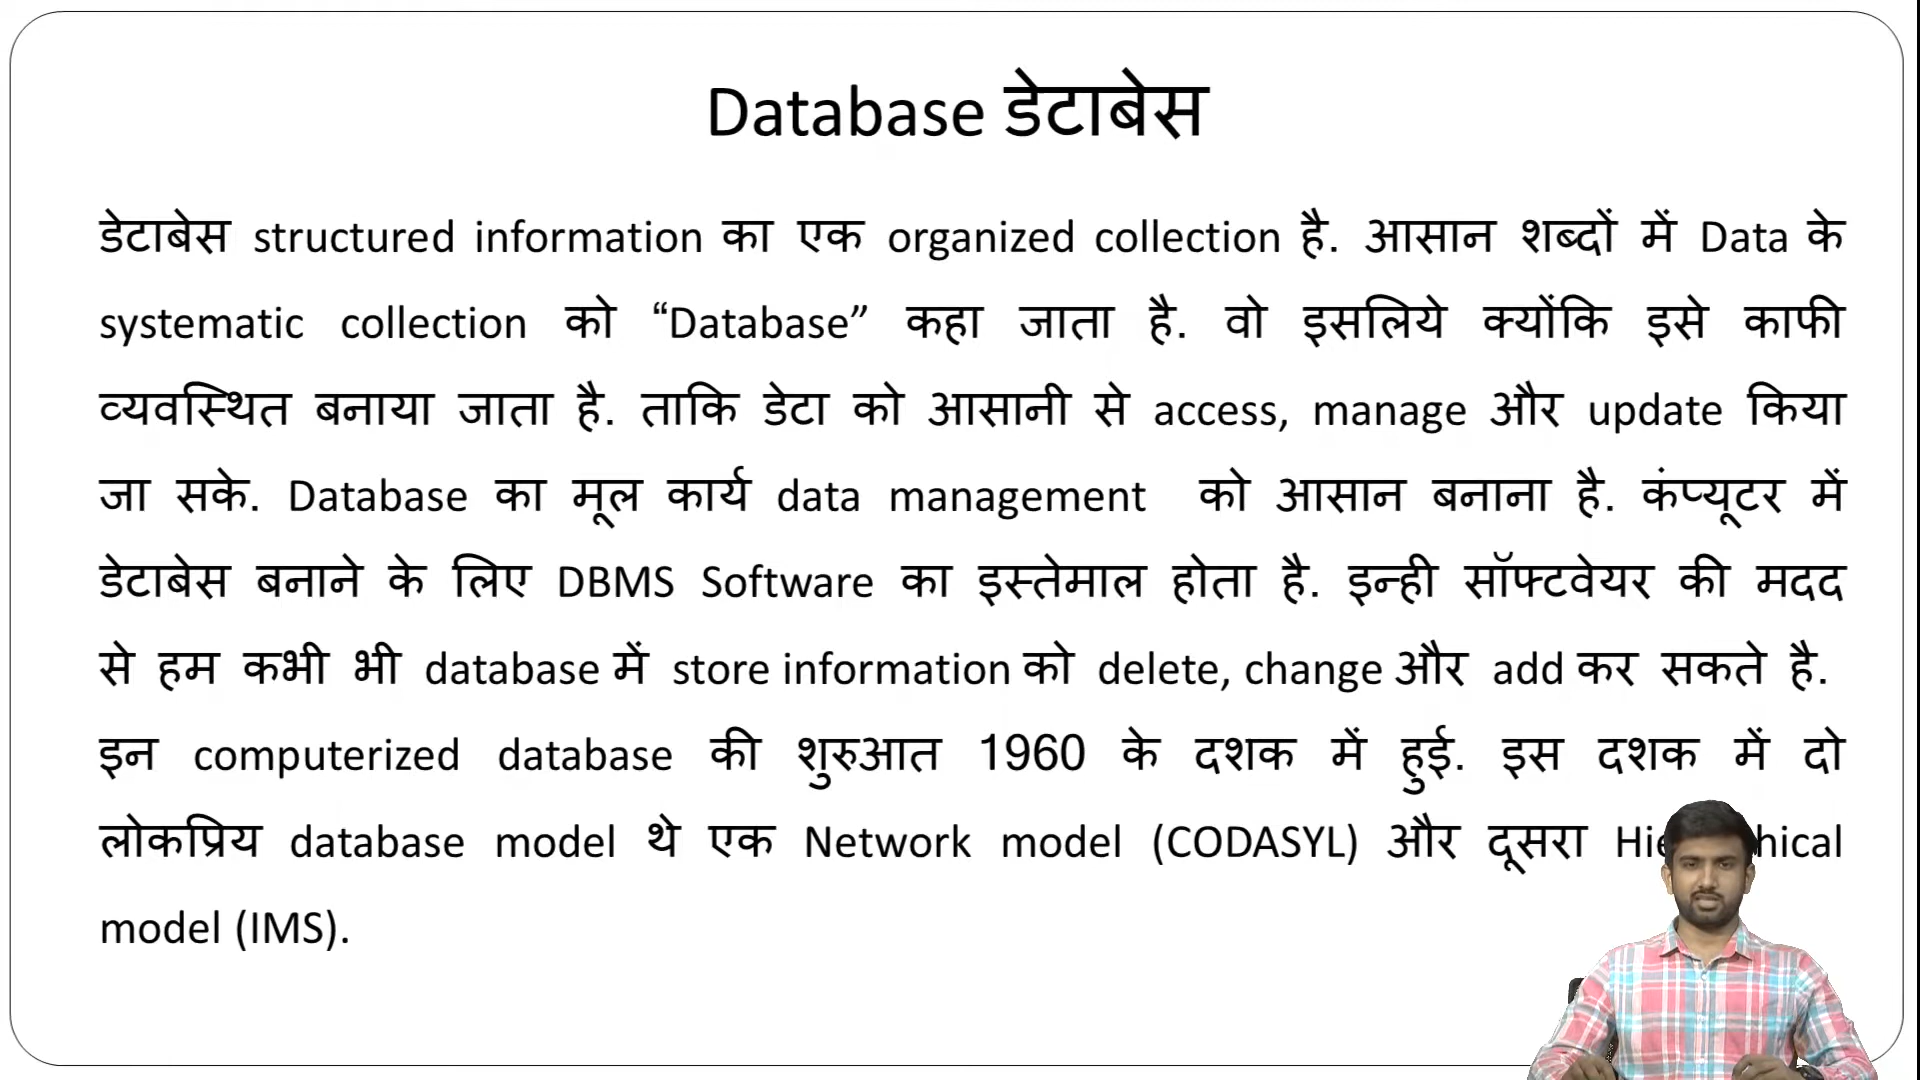 Database डेटाबेस
डेटाबेस structured information का एक organized collection है. आसान शब्दों में Data के
systematic collection को “Database” कहा जाता है. वो इसलिये क्योंकि इसे काफी
व्यवस्थित बनाया जाता है. ताकि डेटा को आसानी से access, manage और update किया
जा सके. Database का मूल कार्य data management को आसान बनाना है. कंप्यूटर में
डेटाबेस बनाने के लिए DBMS Software का इस्तेमाल होता है. इन्ही सॉफ्टवेयर की मदद
से हम कभी भी database में store information को delete, change और add कर सकते है.
इन computerized database की शुरुआत 1960 के दशक में हुई. इस दशक में दो
लोकप्रिय database model थे एक Network model (CODASYL) और दूसरा
model (IMS).